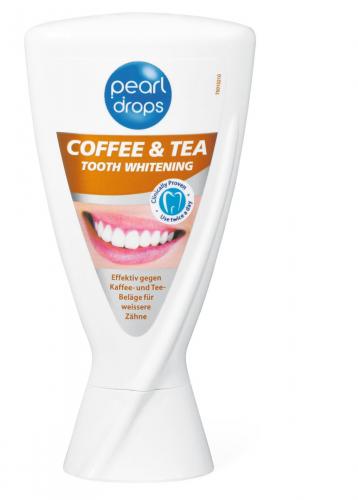 pearl
drops
COFFEE & TEA
TOOTH WHITENING
Clinically Proven
Use twice a day
Effektiv gegen
Kaffee- und Tee-
Beläge für
weissere
Zähne